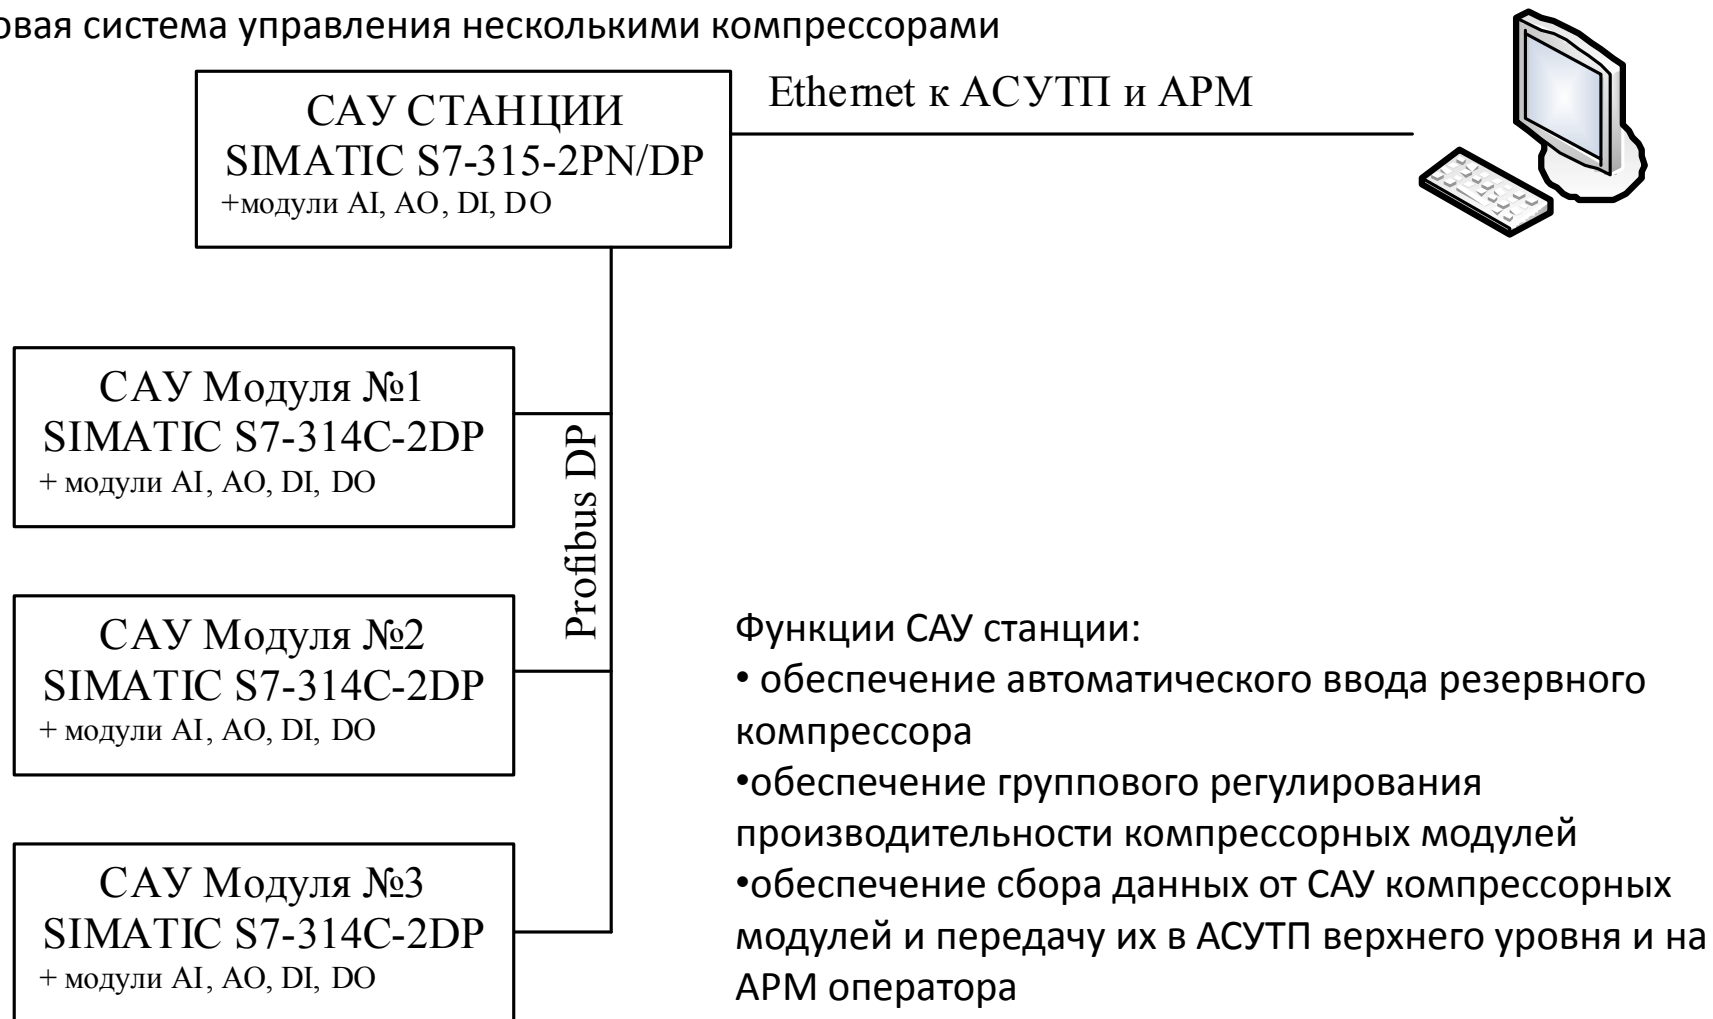 овая система управления несколькими компрессорами
САУ СТАНЦИИ
SIMATIC S7-315-2PN/DP
+модули AI, AO, DI, DO
Ethernet к АСУТП и АРМ
САУ Модуля №1
SIMATIC S7-314C-2DP
+ модули AI, AO, DI, DO
Profibus DP
САУ Модуля №2
SIMATIC S7-314C-2DP
+ модули AI, AO, DI, DO
САУ Модуля №3
SIMATIC S7-314C-2DP
+ модули AI, AO, DI, DO
Функции САУ станции:
• обеспечение автоматического ввода резервного
компрессора
•обеспечение группового регулирования
производительности компрессорных модулей
•обеспечение сбора данных от САУ компрессорных
модулей и передачу их в АСУТП верхнего уровня и на
АРМ оператора